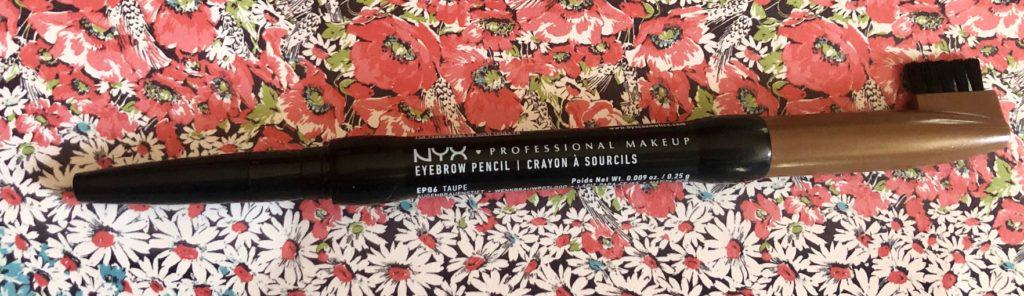 NYX ♥ PROFESSIONAL MAKEUP
EYEBROW PENCIL | CRAYON À SOURCILS
EP06 TAUPE
Poids Net Wt. 0.009 oz. / 0.25 g